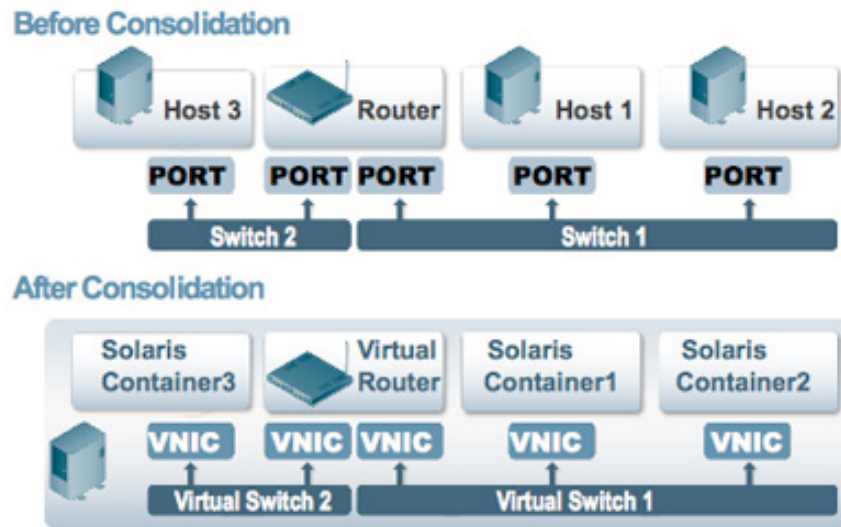 Before Consolidation
Host 3 Router Host 1 Host 2
PORT PORT PORT PORT PORT
Switch 2 Switch 1
After Consolidation
Solaris Virtual Solaris Solaris
Container3 Router Container1 Container2
VNIC VNIC VNIC VNIC VNIC
Virtual Switch 2 Virtual Switch 1